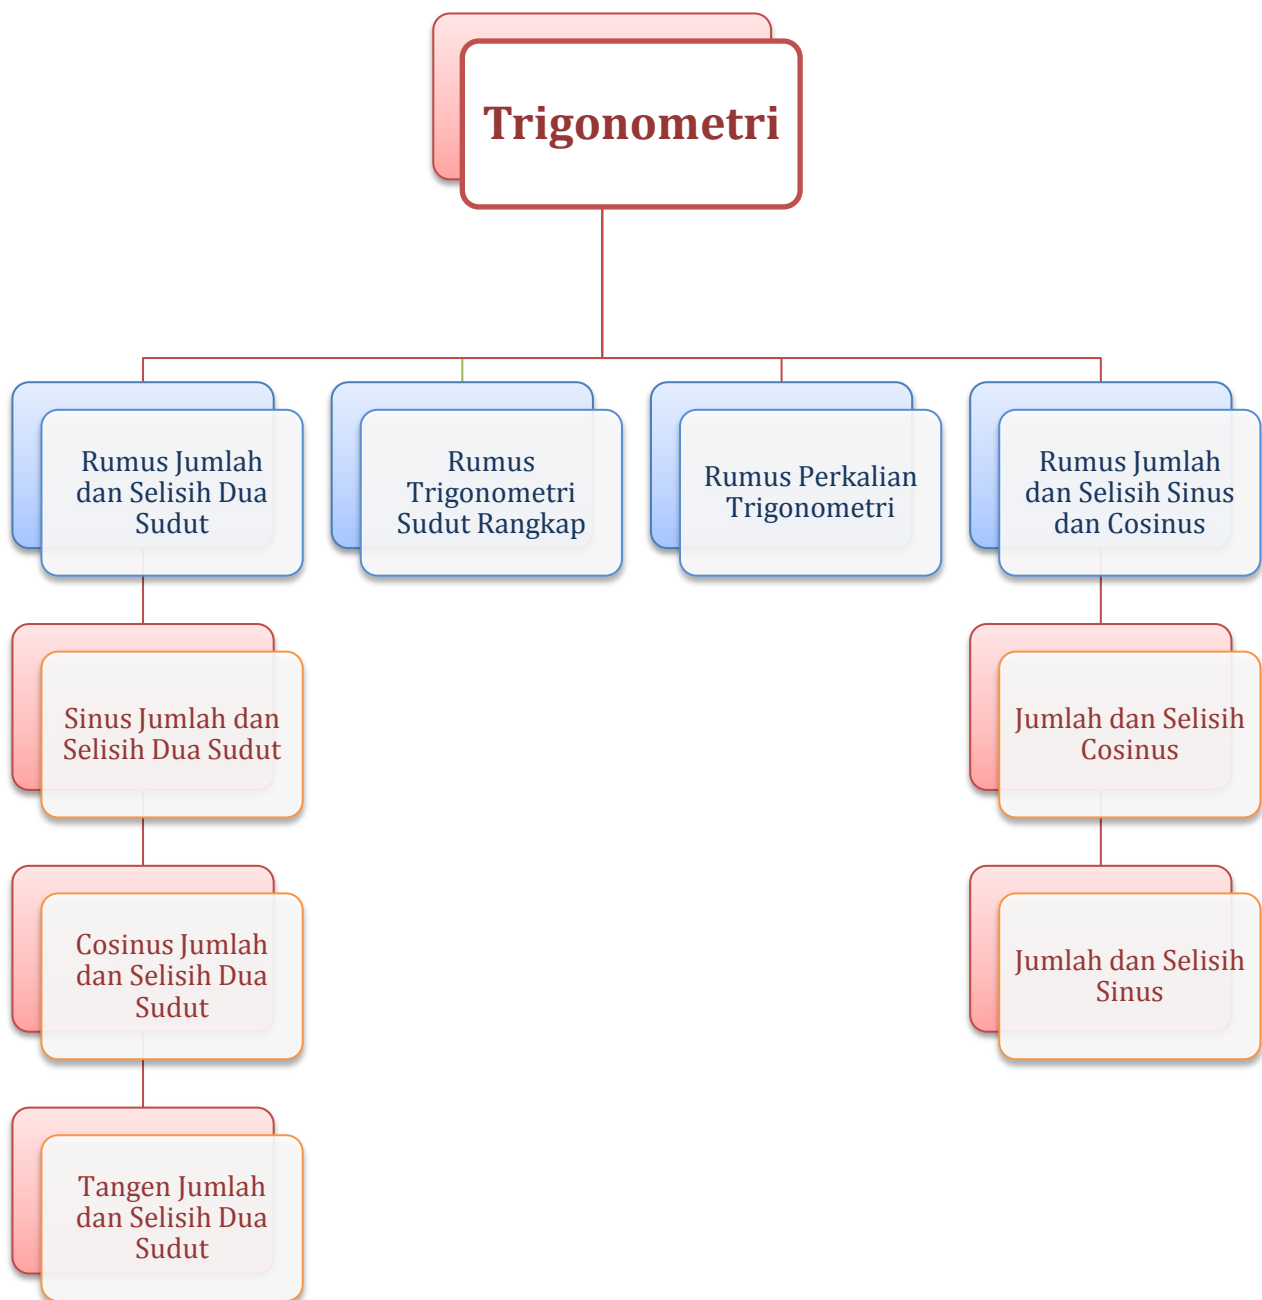 Trigonometri
Rumus Jumlah
dan Selisih Dua
Sudut
Rumus
Trigonometri
Sudut Rangkap
Rumus Perkalian
Trigonometri
Rumus Jumlah
dan Selisih Sinus
dan Cosinus
Sinus Jumlah dan
Selisih Dua Sudut
Jumlah dan Selisih
Cosinus
Cosinus Jumlah
dan Selisih Dua
Sudut
Jumlah dan Selisih
Sinus
Tangen Jumlah
dan Selisih Dua
Sudut